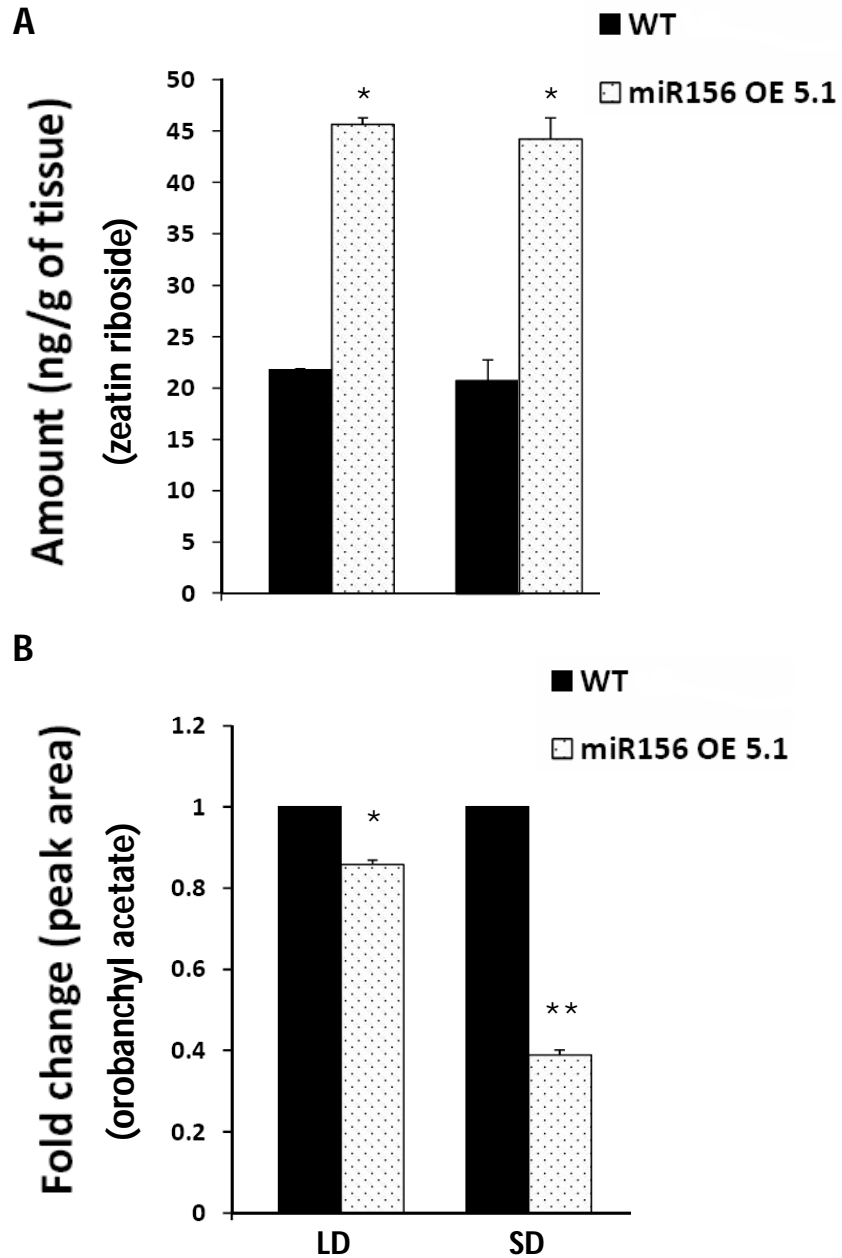 A
WT
miR156 OE 5.1
Amount (ng/g of tissue)
(zeatin riboside)
50
45
40
35
30
25
20
15
10
5
0
*
*
B
WT
miR156 OE 5.1
Fold change (peak area)
(orobanchyl acetate)
1.2
1
0.8
0.6
0.4
0.2
0
*
**
LD
SD